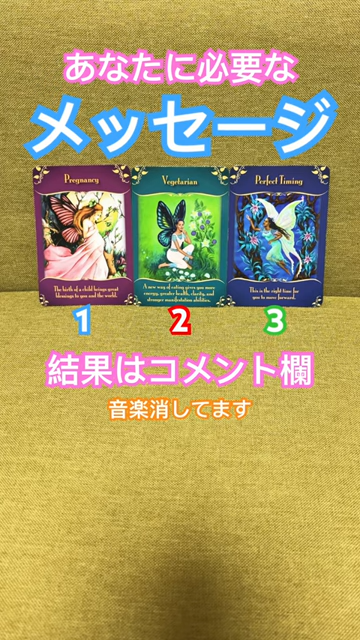 あなたに必要な
メッセージ
Pregnancy
The birth of a child brings great
blessings to you and the world.
Vegetarian
A new way of eating gives you more
energy, greater health, clarity, and
stronger manifestation abilities.
Perfect Timing
This is the right time for
you to move forward.
1
2
3
結果はコメント欄
音楽消してます